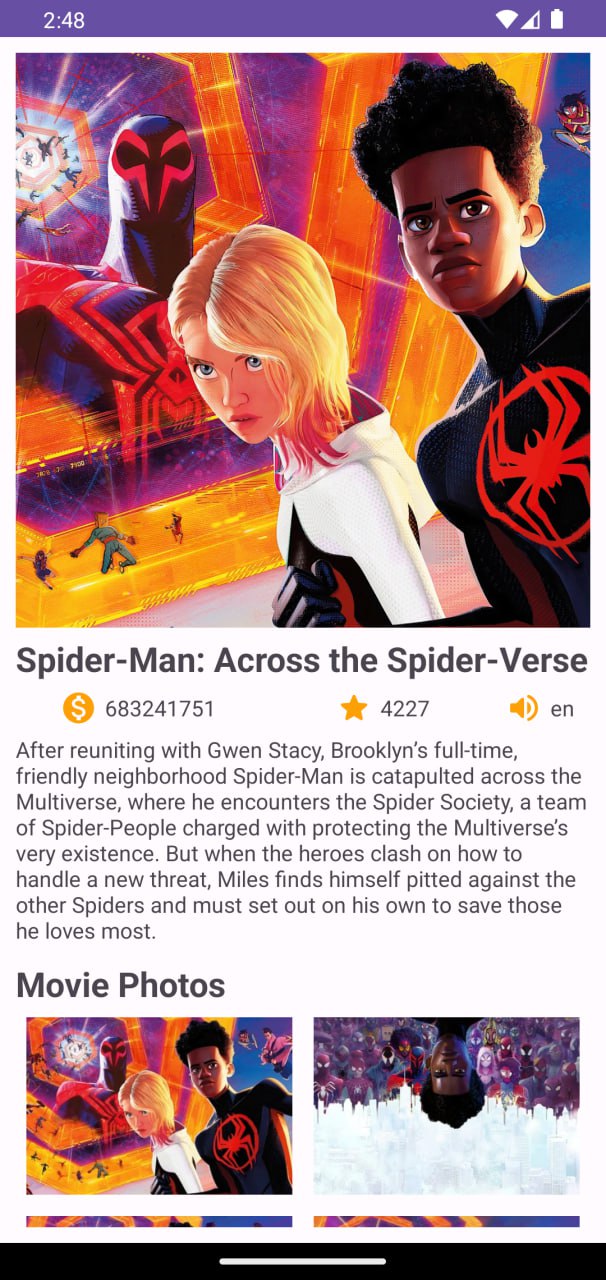 2:48
Spider-Man: Across the Spider-Verse
683241751 4227 en
After reuniting with Gwen Stacy, Brooklyn’s full-time,
friendly neighborhood Spider-Man is catapulted across the
Multiverse, where he encounters the Spider Society, a team
of Spider-People charged with protecting the Multiverse’s
very existence. But when the heroes clash on how to
handle a new threat, Miles finds himself pitted against the
other Spiders and must set out on his own to save those
he loves most.
Movie Photos